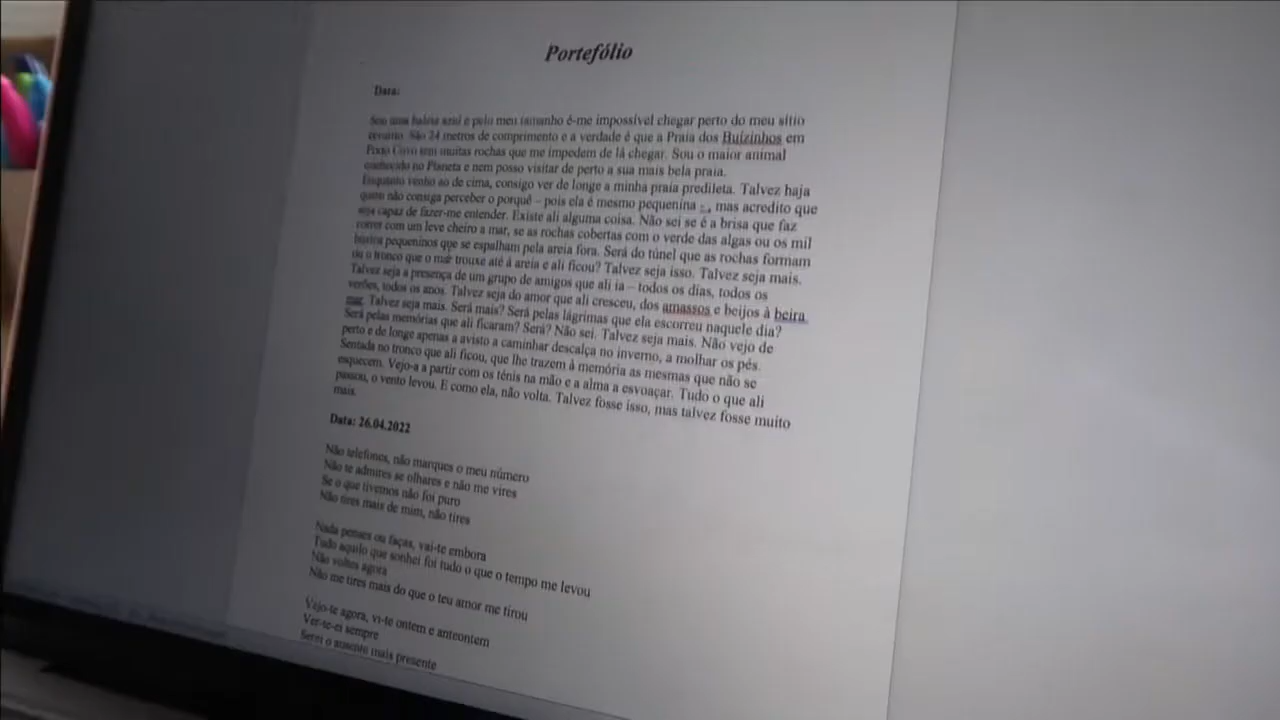 Portefólio
Data:
Sou uma baleia azul e pelo meu tamanho é-me impossível chegar perto do meu sítio
favorito. São 24 metros de comprimento e a verdade é que a Praia dos Buizinhos em
Porto Covo tem muitas rochas que me impedem de lá chegar. Sou o maior animal
conhecido no Planeta e nem posso visitar de perto a sua mais bela praia.
Enquanto venho ao de cima, consigo ver de longe a minha praia predileta. Talvez haja
quem não consiga perceber o porquê – pois ela é mesmo pequenina :, mas acredito que
seja capaz de fazer-me entender. Existe ali alguma coisa. Não sei se é a brisa que faz
correr com um leve cheiro a mar, se as rochas cobertas com o verde das algas ou os mil
búzios pequeninos que se espalham pela areia fora. Será do túnel que as rochas formam
ou o tronco que o mar trouxe até à areia e ali ficou? Talvez seja isso. Talvez seja mais.
Talvez seja a presença de um grupo de amigos que ali ia – todos os dias, todos os
verões, todos os anos. Talvez seja do amor que ali cresceu, dos amassos e beijos à beira
mar. Talvez seja mais. Será mais? Será pelas lágrimas que ela escorreu naquele dia?
Será pelas memórias que ali ficaram? Será? Não sei. Talvez seja mais. Não vejo de
perto e de longe apenas a avisto a caminhar descalça no inverno, a molhar os pés.
Sentada no tronco que ali ficou, que lhe trazem à memória as mesmas que não se
esquecem. Vejo-a a partir com os ténis na mão e a alma a esvoaçar. Tudo o que ali
passou, o vento levou. E como ela, não volta. Talvez fosse isso, mas talvez fosse muito
mais.
Data: 26.04.2022
Não telefones, não marques o meu número
Não te admires se olhares e não me vires
Se o que tivemos não foi puro
Não tires mais de mim, não tires
Nada penses ou faças, vai-te embora
Tudo aquilo que sonhei foi tudo o que o tempo me levou
Não voltes agora
Não me tires mais do que o teu amor me tirou
Vejo-te agora, vi-te ontem e anteontem
Ver-te-ei sempre
Serei o ausente mais presente